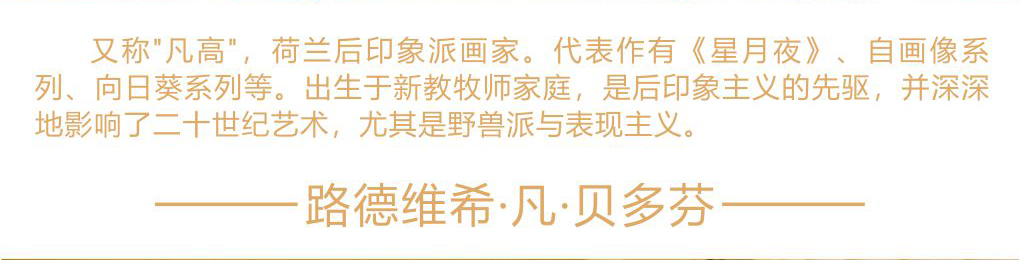 又称"凡高"，荷兰后印象派画家。代表作有《星月夜》、自画像系
列、向日葵系列等。出生于新教牧师家庭，是后印象主义的先驱，并深深
地影响了二十世纪艺术，尤其是野兽派与表现主义。
路德维希·凡·贝多芬